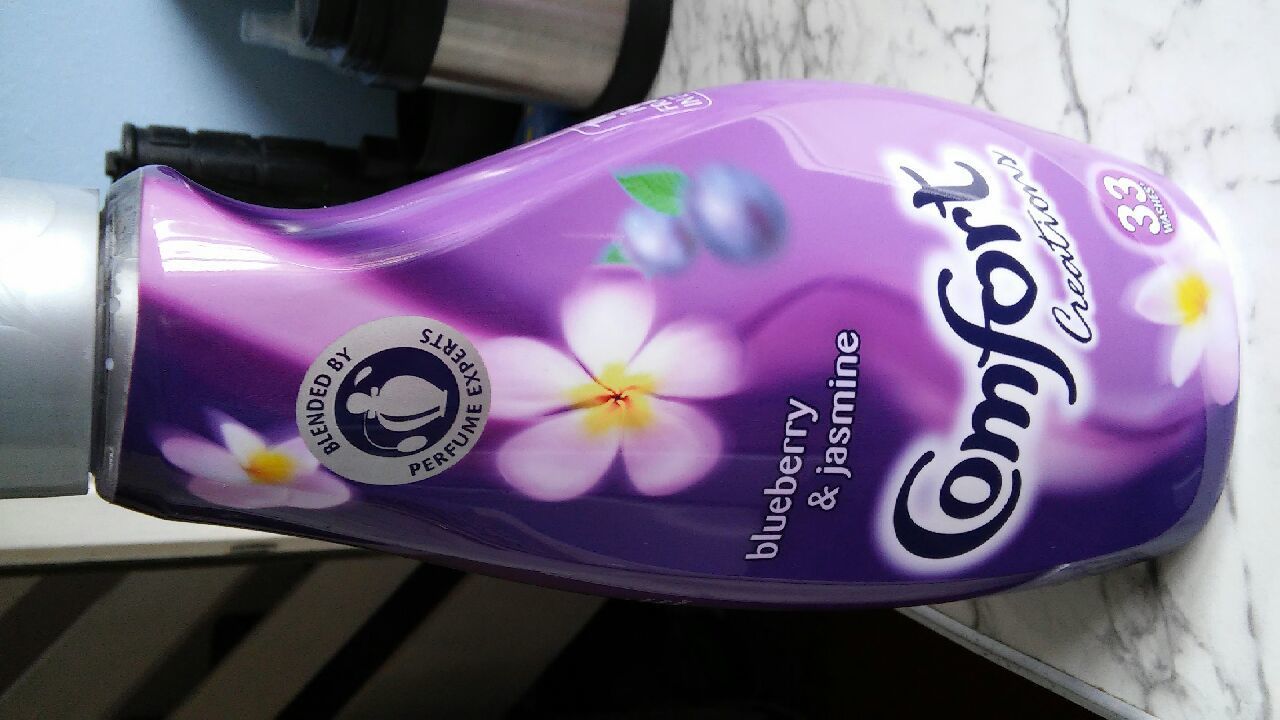 BLENDED BY
PERFUME EXPERTS
blueberry
& jasmine
Comfort
Creations
33
WASHES